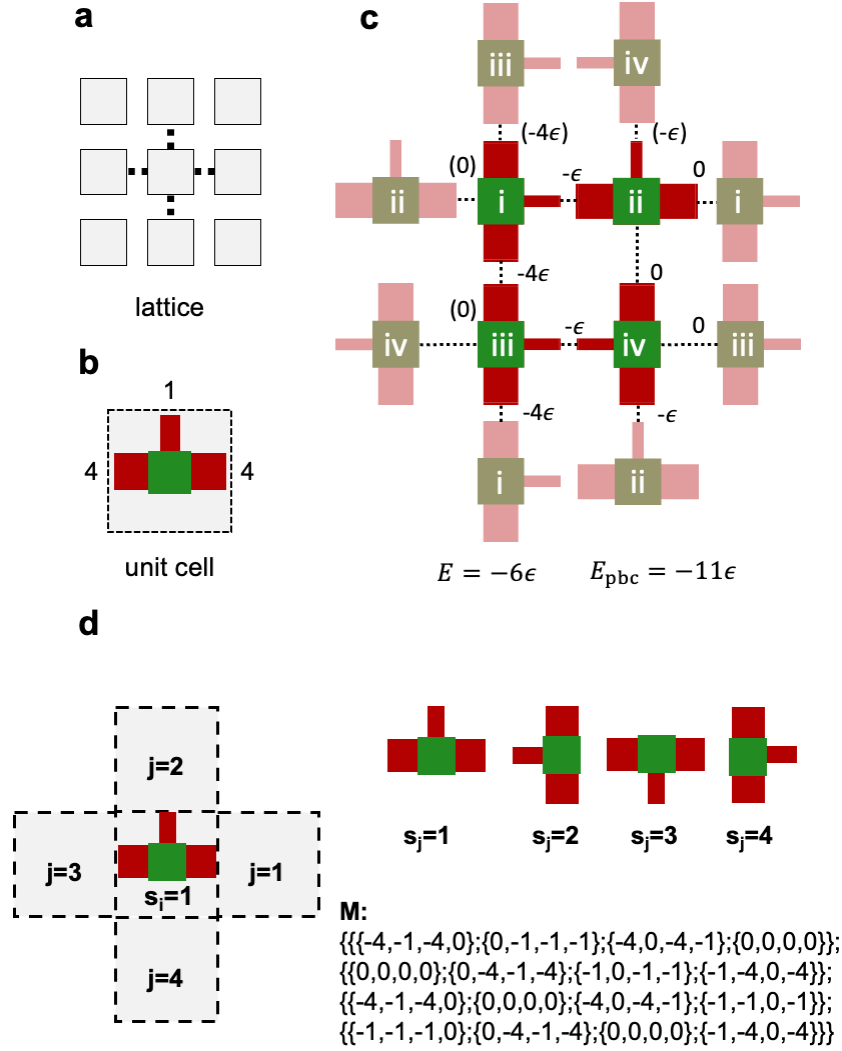 a
lattice
b
1
4
4
unit cell
c
iii
iv
(-4ϵ)
(-ϵ)
(0)
-ϵ
0
ii
i
ii
i
-4ϵ
0
(0)
-ϵ
0
iv
iii
iv
iii
-4ϵ
-ϵ
i
ii
E = −6ϵ
E_pbc = −11ϵ
d
j=2
j=3
s_i=1
j=1
j=4
s_j=1
s_j=2
s_j=3
s_j=4
M:
{{{-4,-1,-4,0};{0,-1,-1,-1};{-4,0,-4,-1};{0,0,0,0}};
{{0,0,0,0};{0,-4,-1,-4};{-1,0,-1,-1};{-1,-4,0,-4}};
{{-4,-1,-4,0};{0,0,0,0};{-4,0,-4,-1};{-1,-1,0,-1}};
{{-1,-1,-1,0};{0,-4,-1,-4};{0,0,0,0};{-1,-4,0,-4}}}